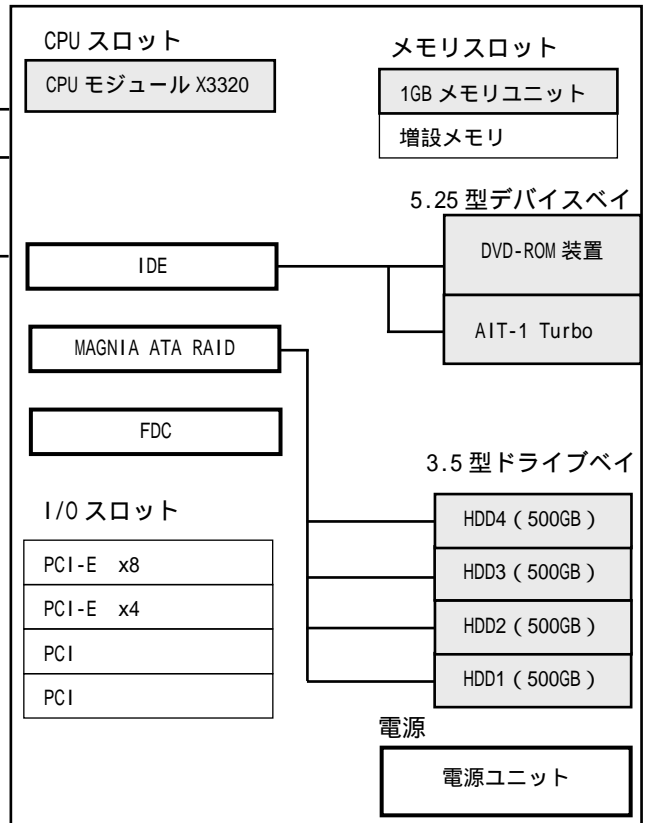 CPU スロット
CPU モジュール X3320
メモリスロット
1GB メモリユニット
増設メモリ
5.25 型デバイスベイ
DVD-ROM 装置
AIT-1 Turbo
IDE
MAGNIA ATA RAID
FDC
3.5 型ドライブベイ
HDD4 ( 500GB )
HDD3 ( 500GB )
HDD2 ( 500GB )
HDD1 ( 500GB )
I/O スロット
PCI-E x8
PCI-E x4
PCI
PCI
電源
電源ユニット